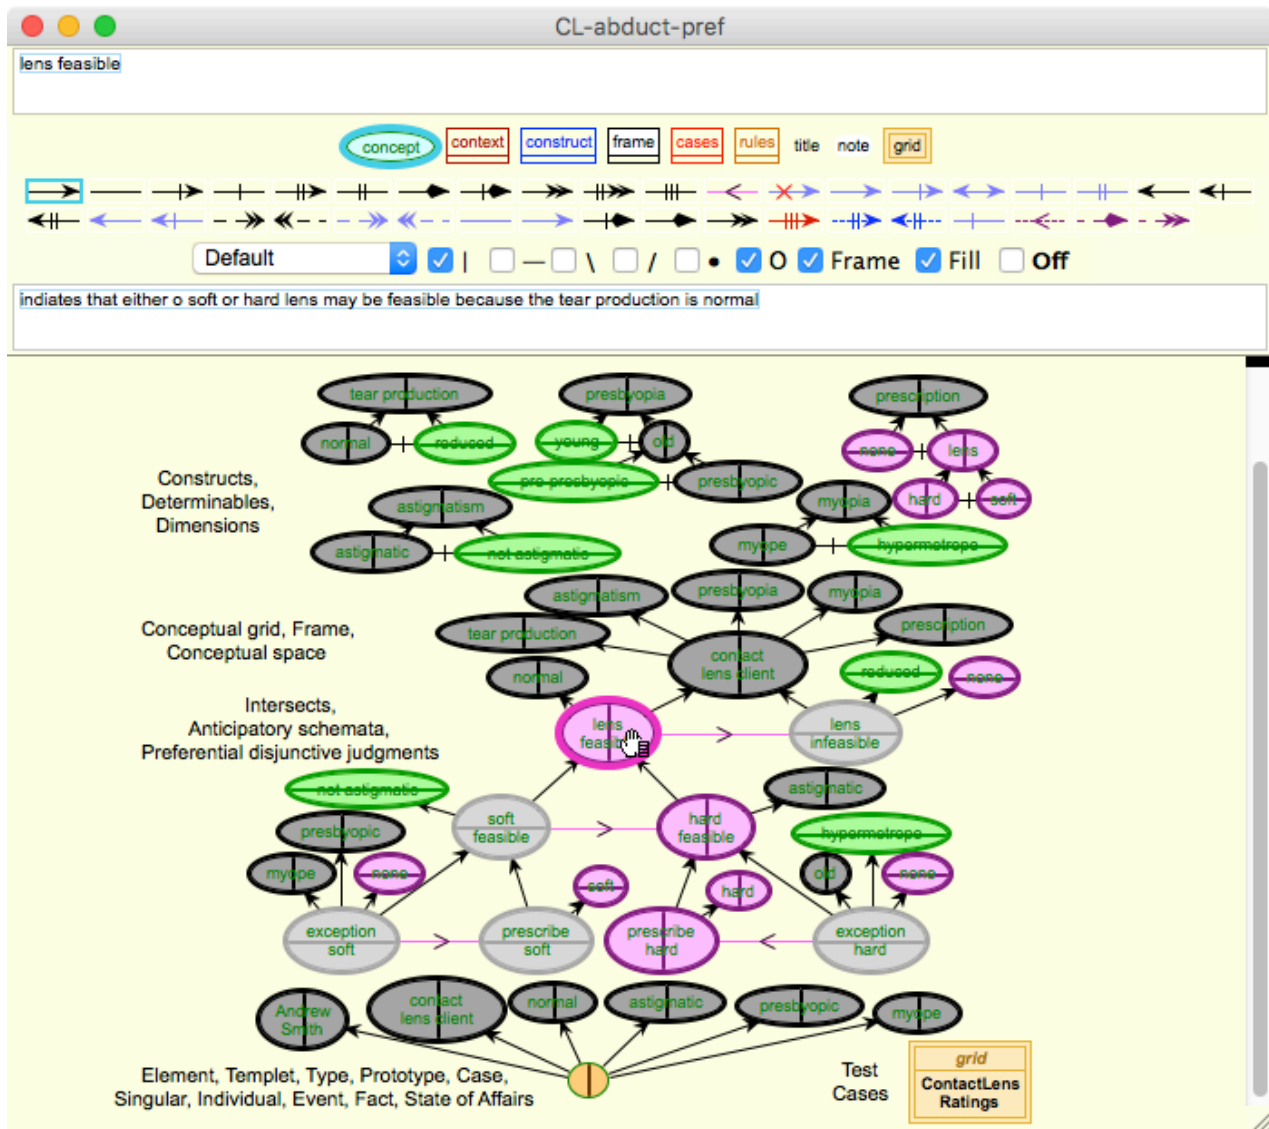 CL-abduct-pref
lens feasible
concept
context
construct
frame
cases
rules
title
note
grid
Default
| — \ / ● O Frame Fill Off
indiates that either o soft or hard lens may be feasible because the tear production is normal
tear production
presbyopia
prescription
normal
reduced
young
old
none
lens
Constructs,
Determinables,
Dimensions
pre-presbyopic
presbyopic
hard
soft
astigmatism
myopia
astigmatic
not astigmatic
myope
hypermetrope
astigmatism
presbyopia
myopia
Conceptual grid, Frame,
Conceptual space
tear production
prescription
contact
lens client
normal
reduced
none
Intersects,
Anticipatory schemata,
Preferential disjunctive judgments
lens
feasible
lens
infeasible
not astigmatic
astigmatic
soft
feasible
hard
feasible
presbyopic
hypermetrope
myope
none
soft
hard
old
none
exception
soft
prescribe
soft
prescribe
hard
exception
hard
Andrew
Smith
contact
lens client
normal
astigmatic
presbyopic
myope
Element, Templet, Type, Prototype, Case,
Singular, Individual, Event, Fact, State of Affairs
Test
Cases
grid
ContactLens
Ratings